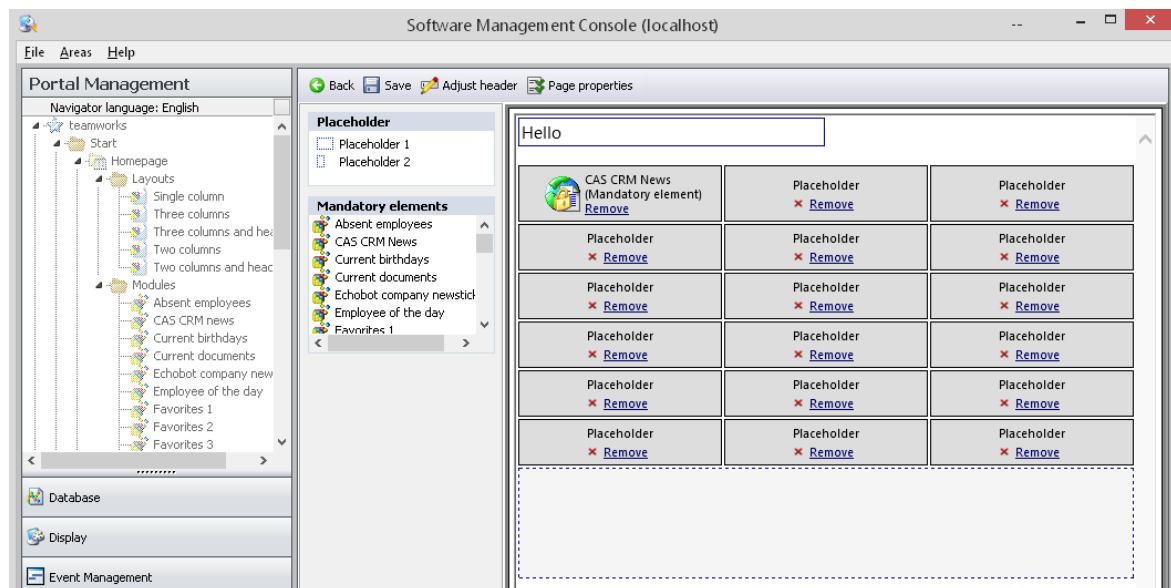 Software Management Console (localhost)
--
File Areas Help
Portal Management
Navigator language: English
teamworks
Start
Homepage
Layouts
Single column
Three columns
Three columns and hea
Two columns
Two columns and head
Modules
Absent employees
CAS CRM news
Current birthdays
Current documents
Echobot company new
Employee of the day
Favorites 1
Favorites 2
Favorites 3
Database
Display
Event Management
Back Save Adjust header Page properties
Placeholder
Placeholder 1
Placeholder 2
Mandatory elements
Absent employees
CAS CRM News
Current birthdays
Current documents
Echobot company newstick
Employee of the day
Favorites 1
Hello
CAS CRM News
(Mandatory element)
Remove
Placeholder
Remove
Placeholder
Remove
Placeholder Placeholder Placeholder
Remove Remove Remove
Placeholder Placeholder Placeholder
Remove Remove Remove
Placeholder Placeholder Placeholder
Remove Remove Remove
Placeholder Placeholder Placeholder
Remove Remove Remove
Placeholder Placeholder Placeholder
Remove Remove Remove